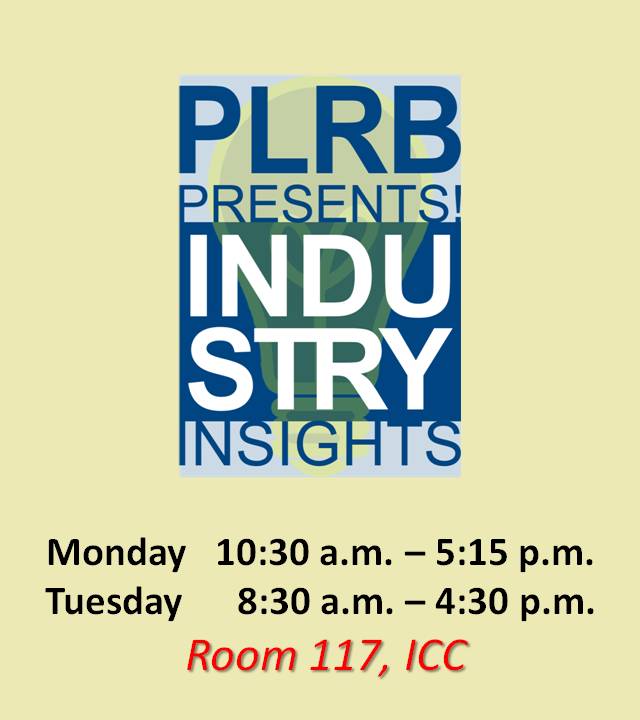 PLRB
PRESENTS!
INDU
STRY
INSIGHTS
Monday 10:30 a.m. – 5:15 p.m.
Tuesday 8:30 a.m. – 4:30 p.m.
Room 117, ICC